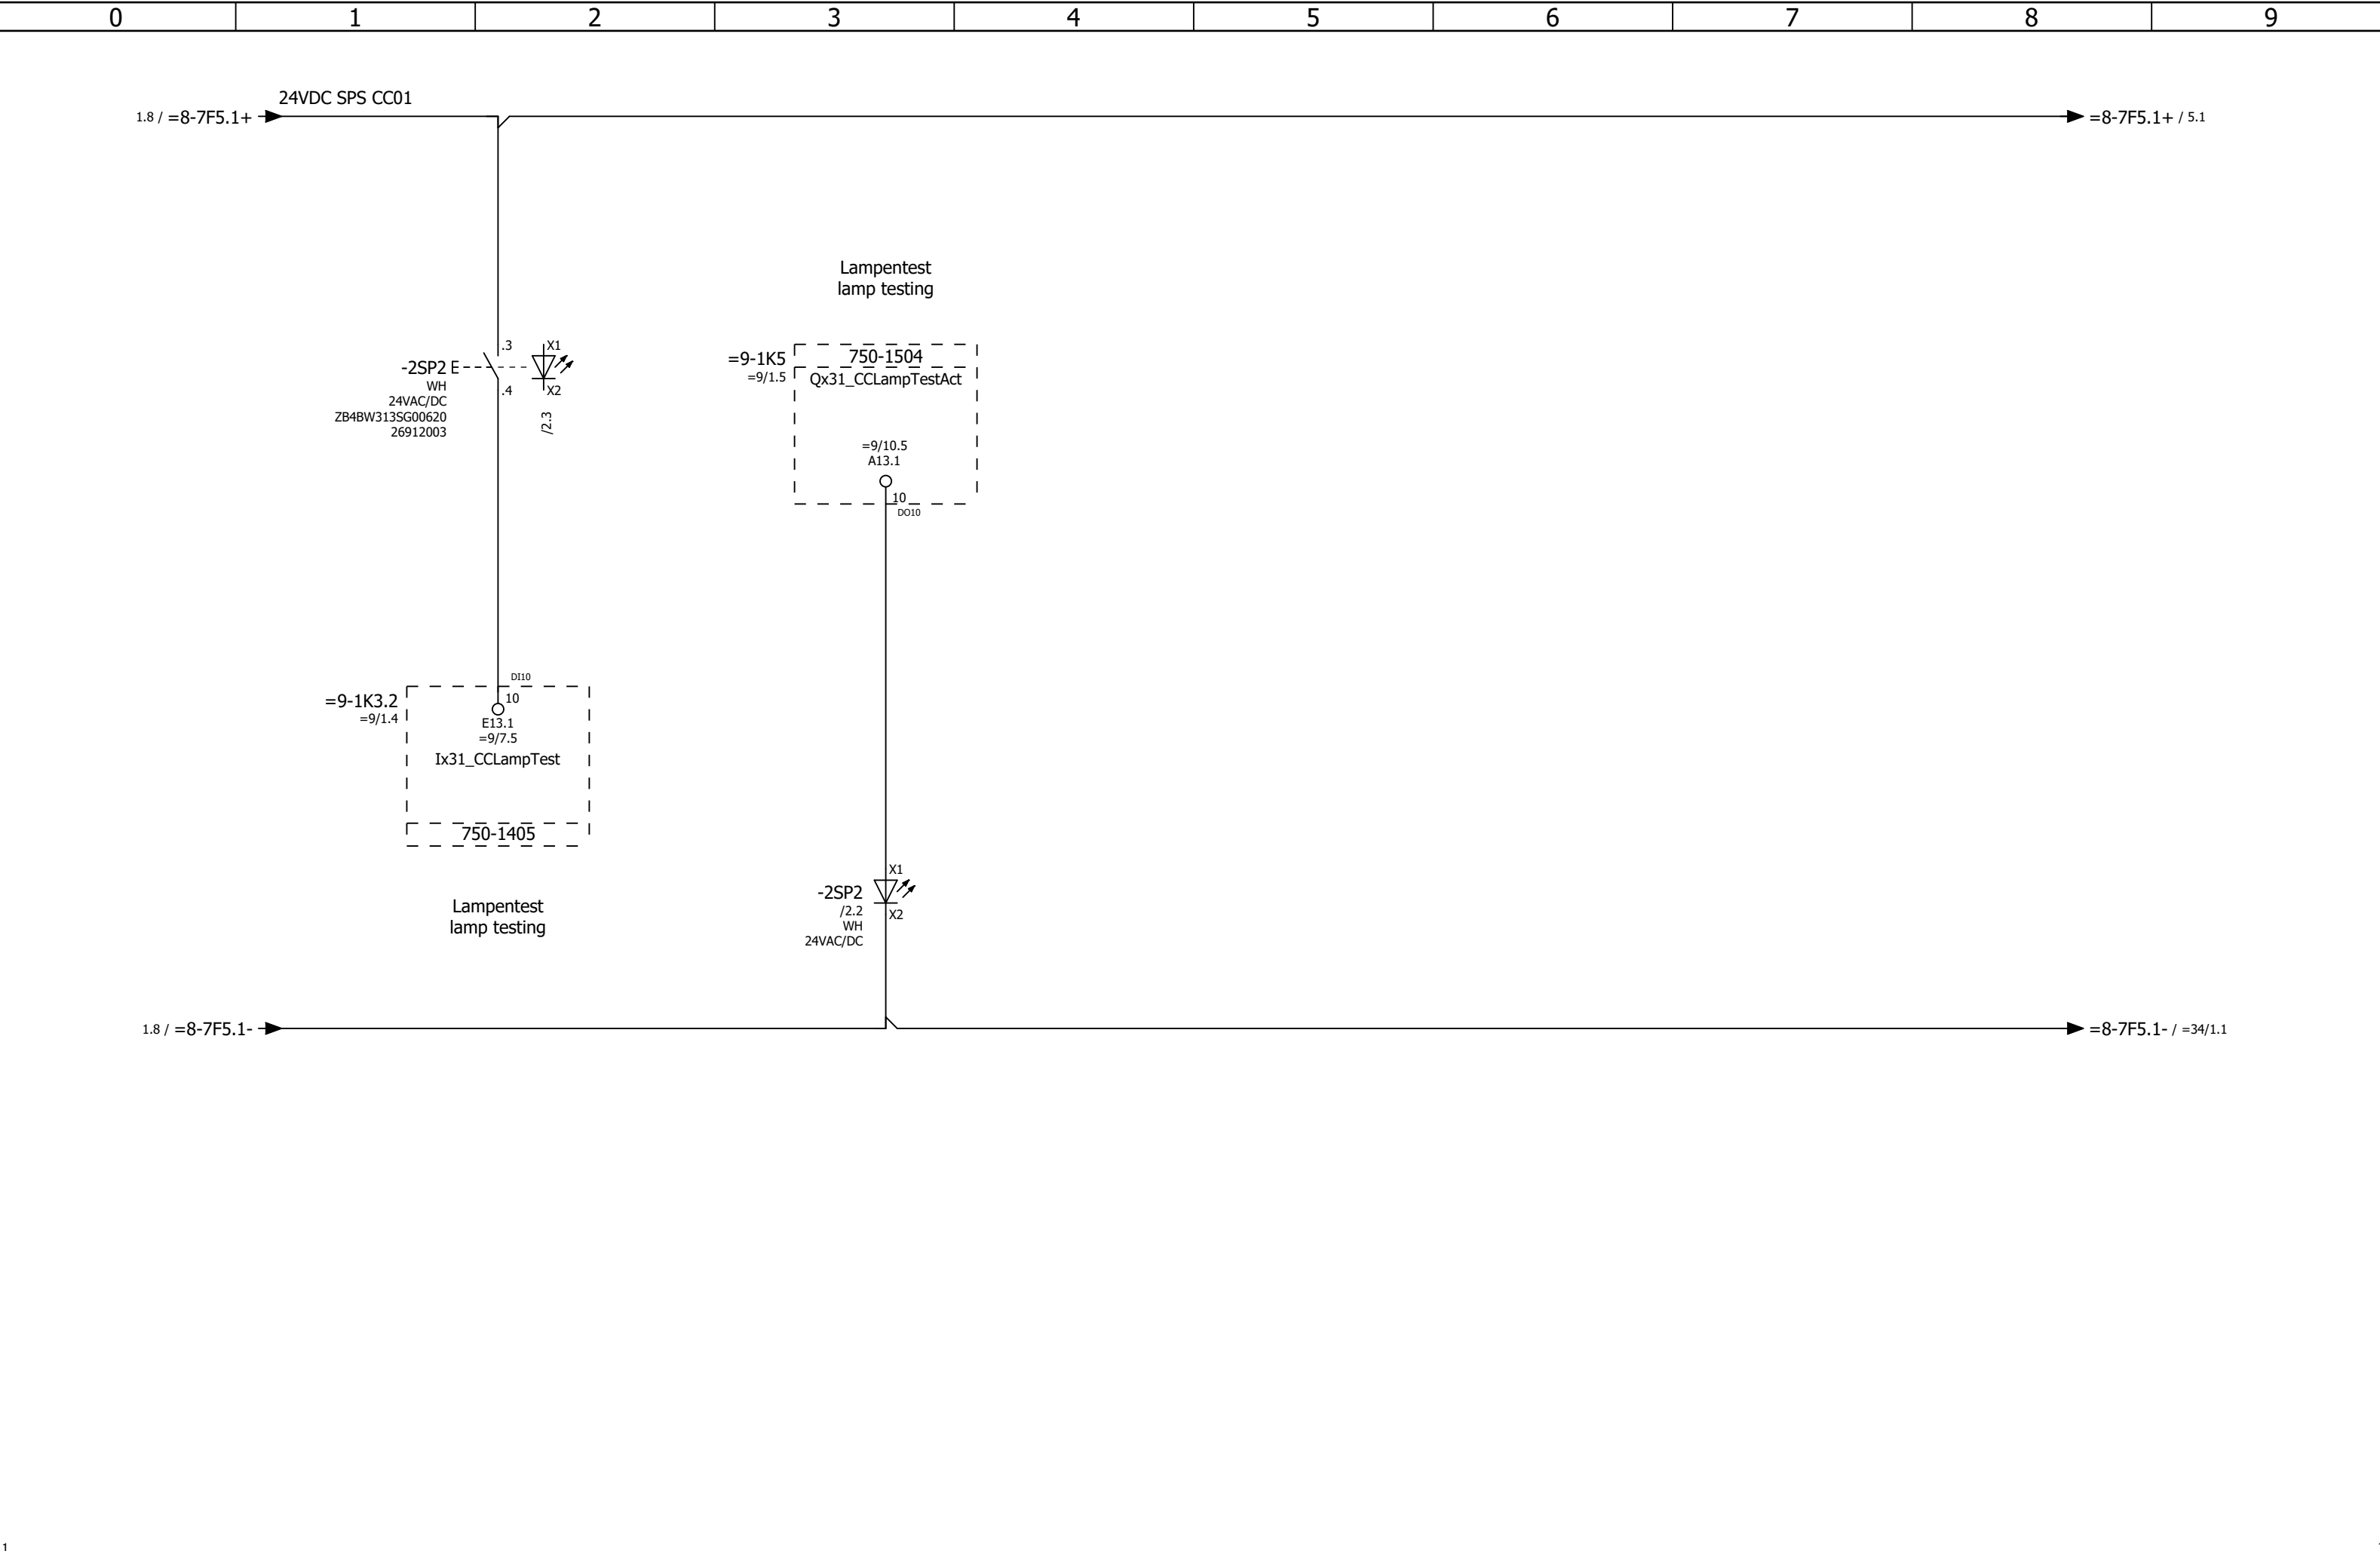 0 1 2 3 4 5 6 7 8 9
24VDC SPS CC01
1.8 / =8-7F5.1+
=8-7F5.1+ / 5.1
Lampentest
lamp testing
-2SP2 E
WH
24VAC/DC
ZB4BW313SG00620
26912003
.3
.4
X1
X2
/2.3
=9-1K5
=9/1.5
750-1504
Qx31_CCLampTestAct
=9/10.5
A13.1
10
DO10
=9-1K3.2
=9/1.4
DI10
10
E13.1
=9/7.5
Ix31_CCLampTest
750-1405
Lampentest
lamp testing
-2SP2
/2.2
WH
24VAC/DC
X1
X2
1.8 / =8-7F5.1-
=8-7F5.1- / =34/1.1
1